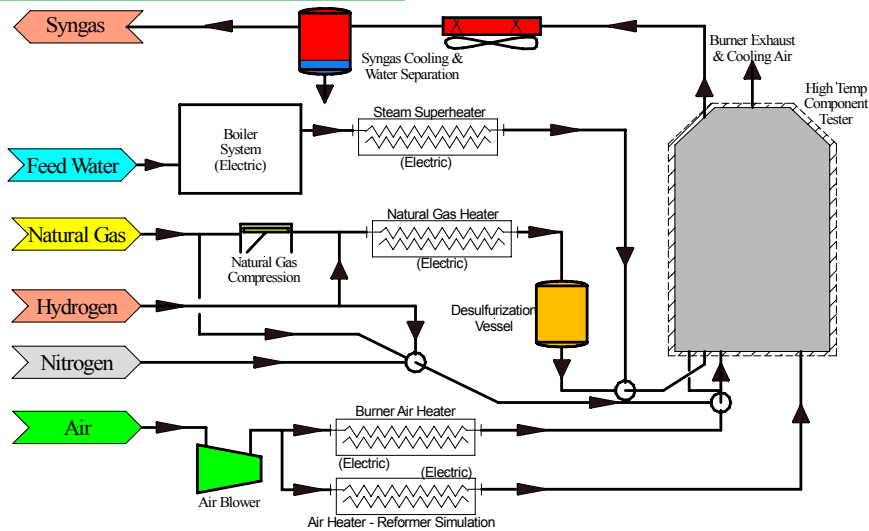 Syngas
Syngas Cooling &
Water Separation
Burner Exhaust
& Cooling Air
High Temp
Component
Tester
Steam Superheater
(Electric)
Boiler
System
(Electric)
Feed Water
Natural Gas
Natural Gas
Compression
Natural Gas Heater
(Electric)
Hydrogen
Desulfurization
Vessel
Nitrogen
Air
Air Blower
Burner Air Heater
(Electric)
(Electric)
Air Heater - Reformer Simulation